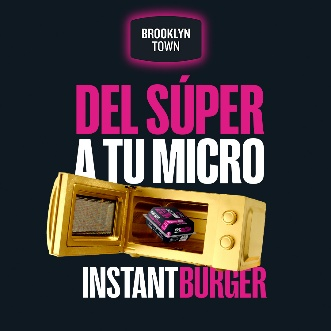 BROOKLYN
TOWN
DEL SÚPER
A TU MICRO
INSTANTBURGER